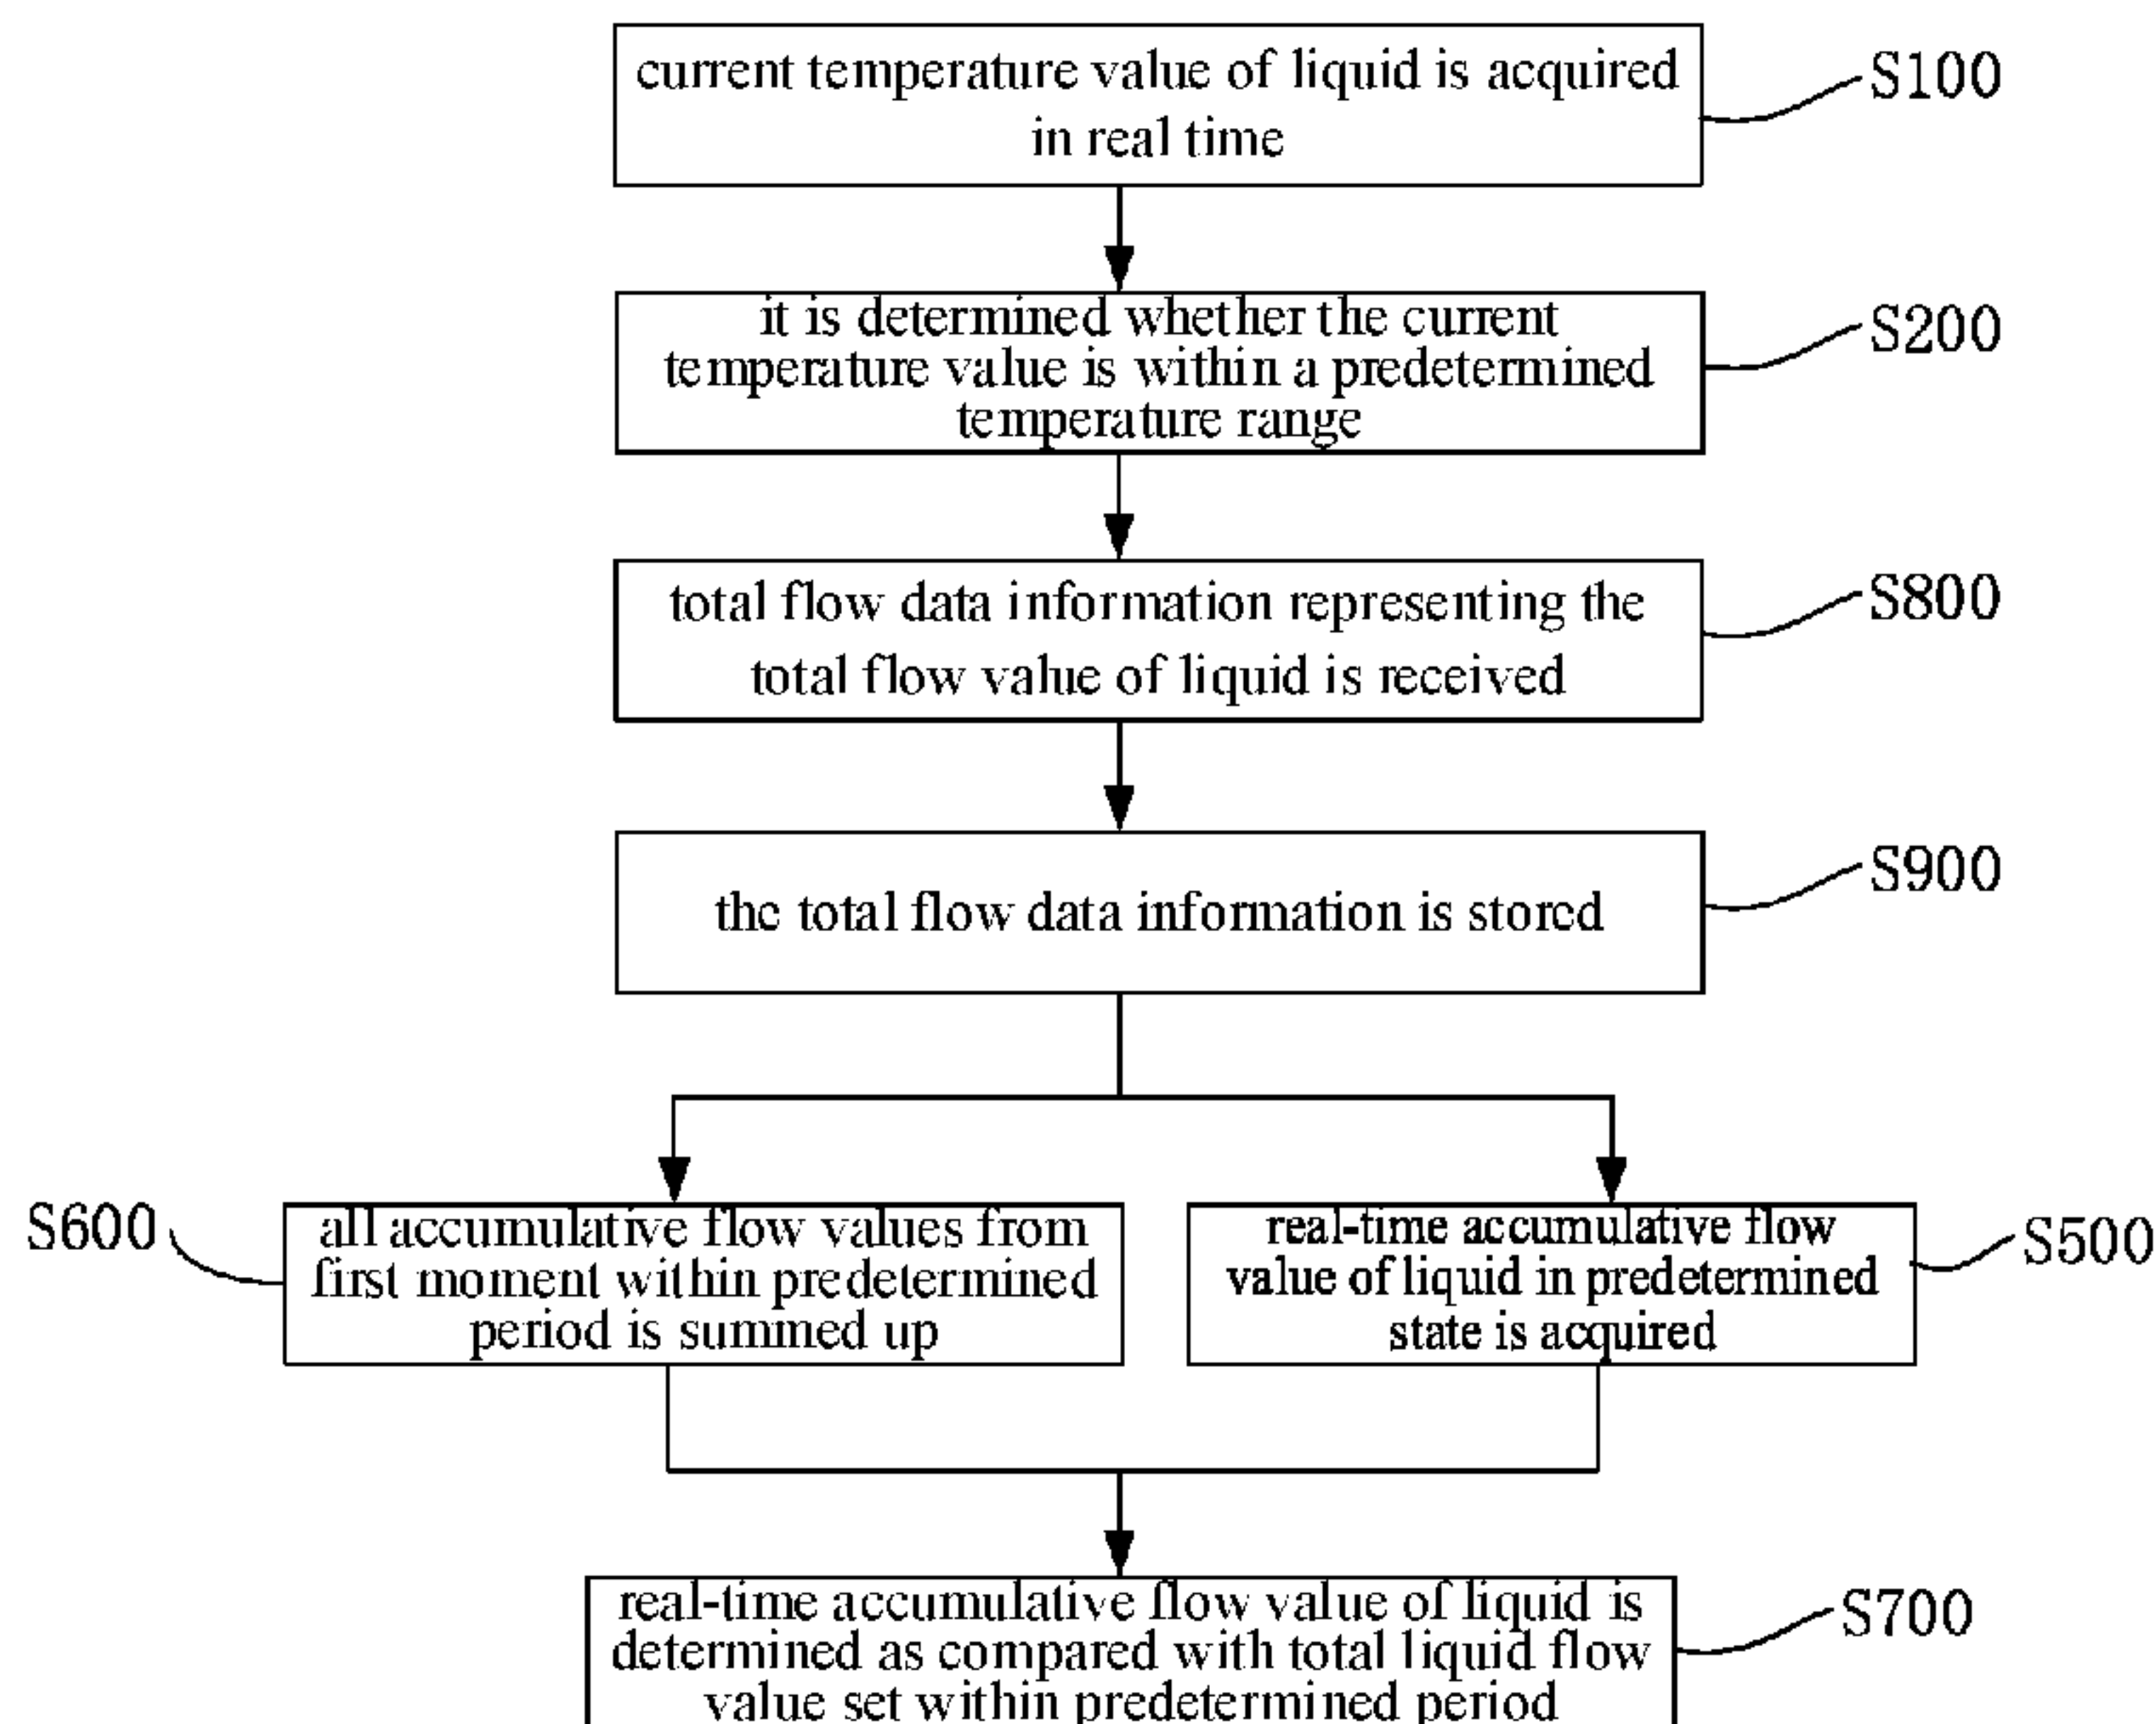 current temperature value of liquid is acquired
in real time
S100
it is determined whether the current
temperature value is within a predetermined
temperature range
S200
total flow data information representing the
total flow value of liquid is received
S800
the total flow data information is stored
S900
S600
all accumulative flow values from
first moment within predetermined
period is summed up
real-time accumulative flow
value of liquid in predetermined
state is acquired
S500
real-time accumulative flow value of liquid is
determined as compared with total liquid flow
value set within predetermined period
S700